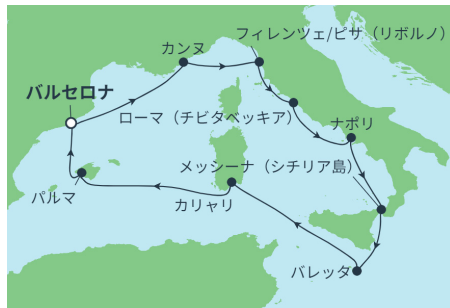 フィレンツェ/ピサ（リボルノ）
カンヌ
バルセロナ
ローマ（チビタベッキア）
ナポリ
メッシーナ（シチリア島）
パルマ
カリャリ
バレッタ